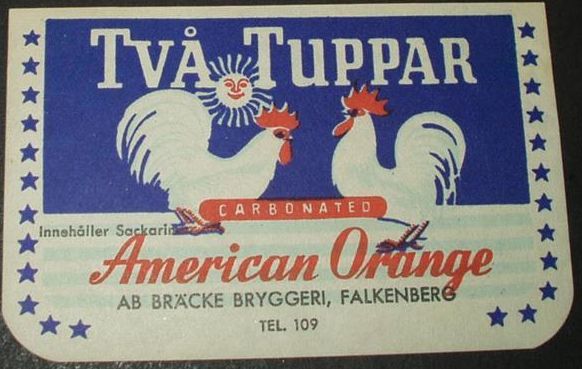 TVÅ TUPPAR
CARBONATED
Innehåller Sackarin
American Orange
AB BRÄCKE BRYGGERI, FALKENBERG
TEL. 109